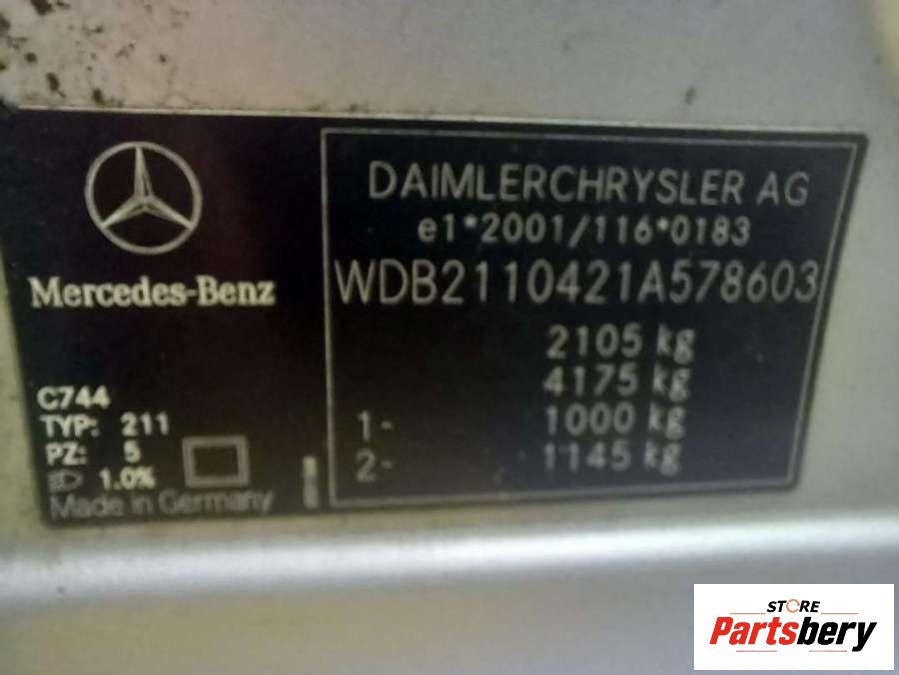 Mercedes-Benz
C744
TYP: 211
PZ: 5
1.0%
Made in Germany
DAIMLERCHRYSLER AG
e1*2001/116*0183
WDB2110421A578603
2105 kg
4175 kg
1- 1000 kg
2- 1145 kg
STORE
Partsbery